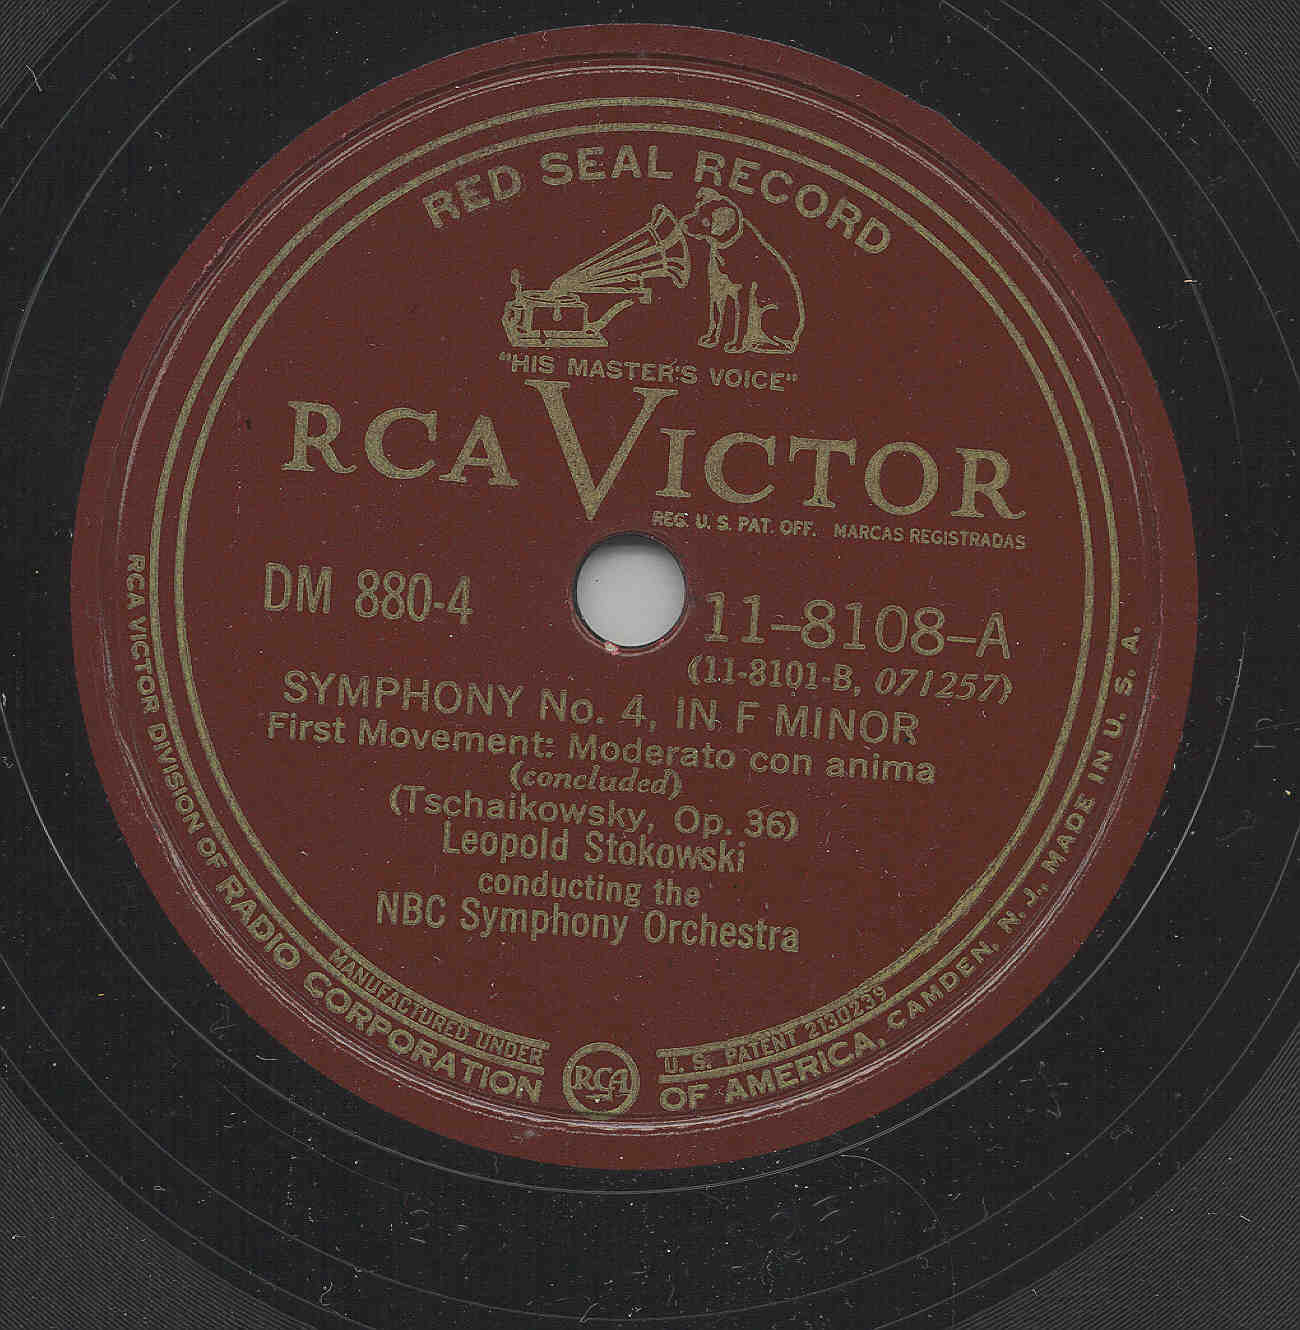 RED SEAL RECORD
"HIS MASTER'S VOICE"
RCA VICTOR
REG. U. S. PAT. OFF. MARCAS REGISTRADAS
DM 880-4
11-8108-A
(11-8101-B, 071257)
SYMPHONY No. 4, IN F MINOR
First Movement: Moderato con anima
(concluded)
(Tschaikowsky, Op. 36)
Leopold Stokowski
conducting the
NBC Symphony Orchestra
MANUFACTURED UNDER U. S. PATENT 2130239
RCA VICTOR DIVISION OF RADIO CORPORATION OF AMERICA, CAMDEN, N. J., MADE IN U. S. A.
RCA